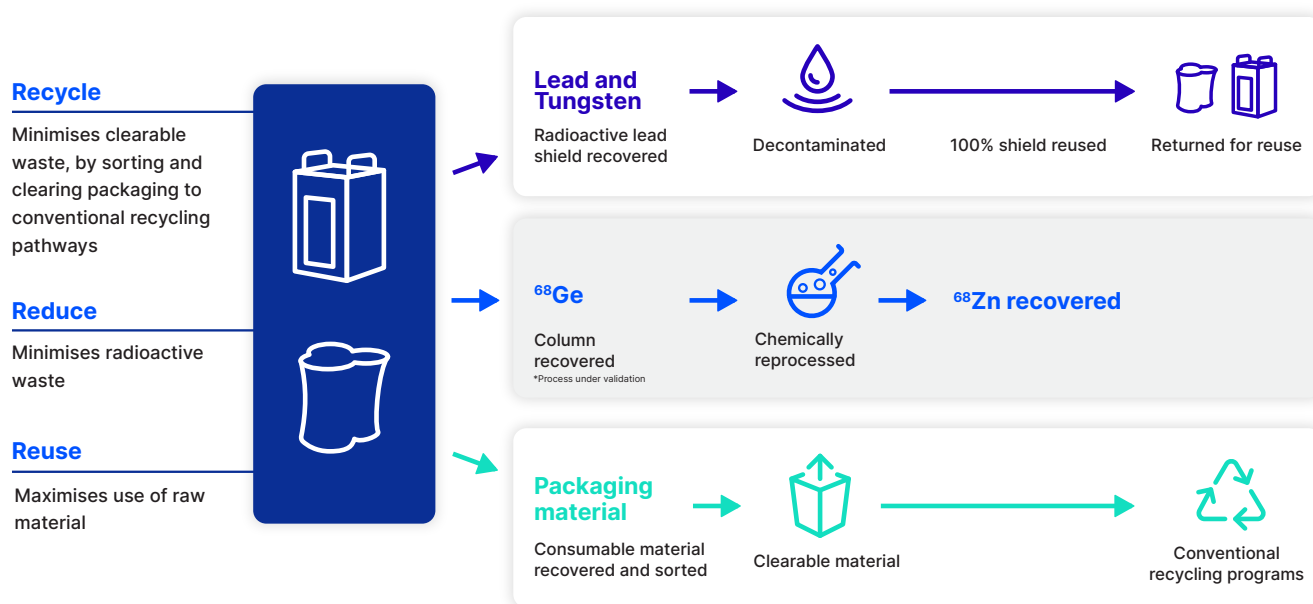 Recycle
Minimises clearable
waste, by sorting and
clearing packaging to
conventional recycling
pathways
Reduce
Minimises radioactive
waste
Reuse
Maximises use of raw
material
Lead and
Tungsten
Radioactive lead
shield recovered
Decontaminated
100% shield reused
Returned for reuse
⁶⁸Ge
Column
recovered
*Process under validation
Chemically
reprocessed
⁶⁸Zn recovered
Packaging
material
Consumable material
recovered and sorted
Clearable material
Conventional
recycling programs